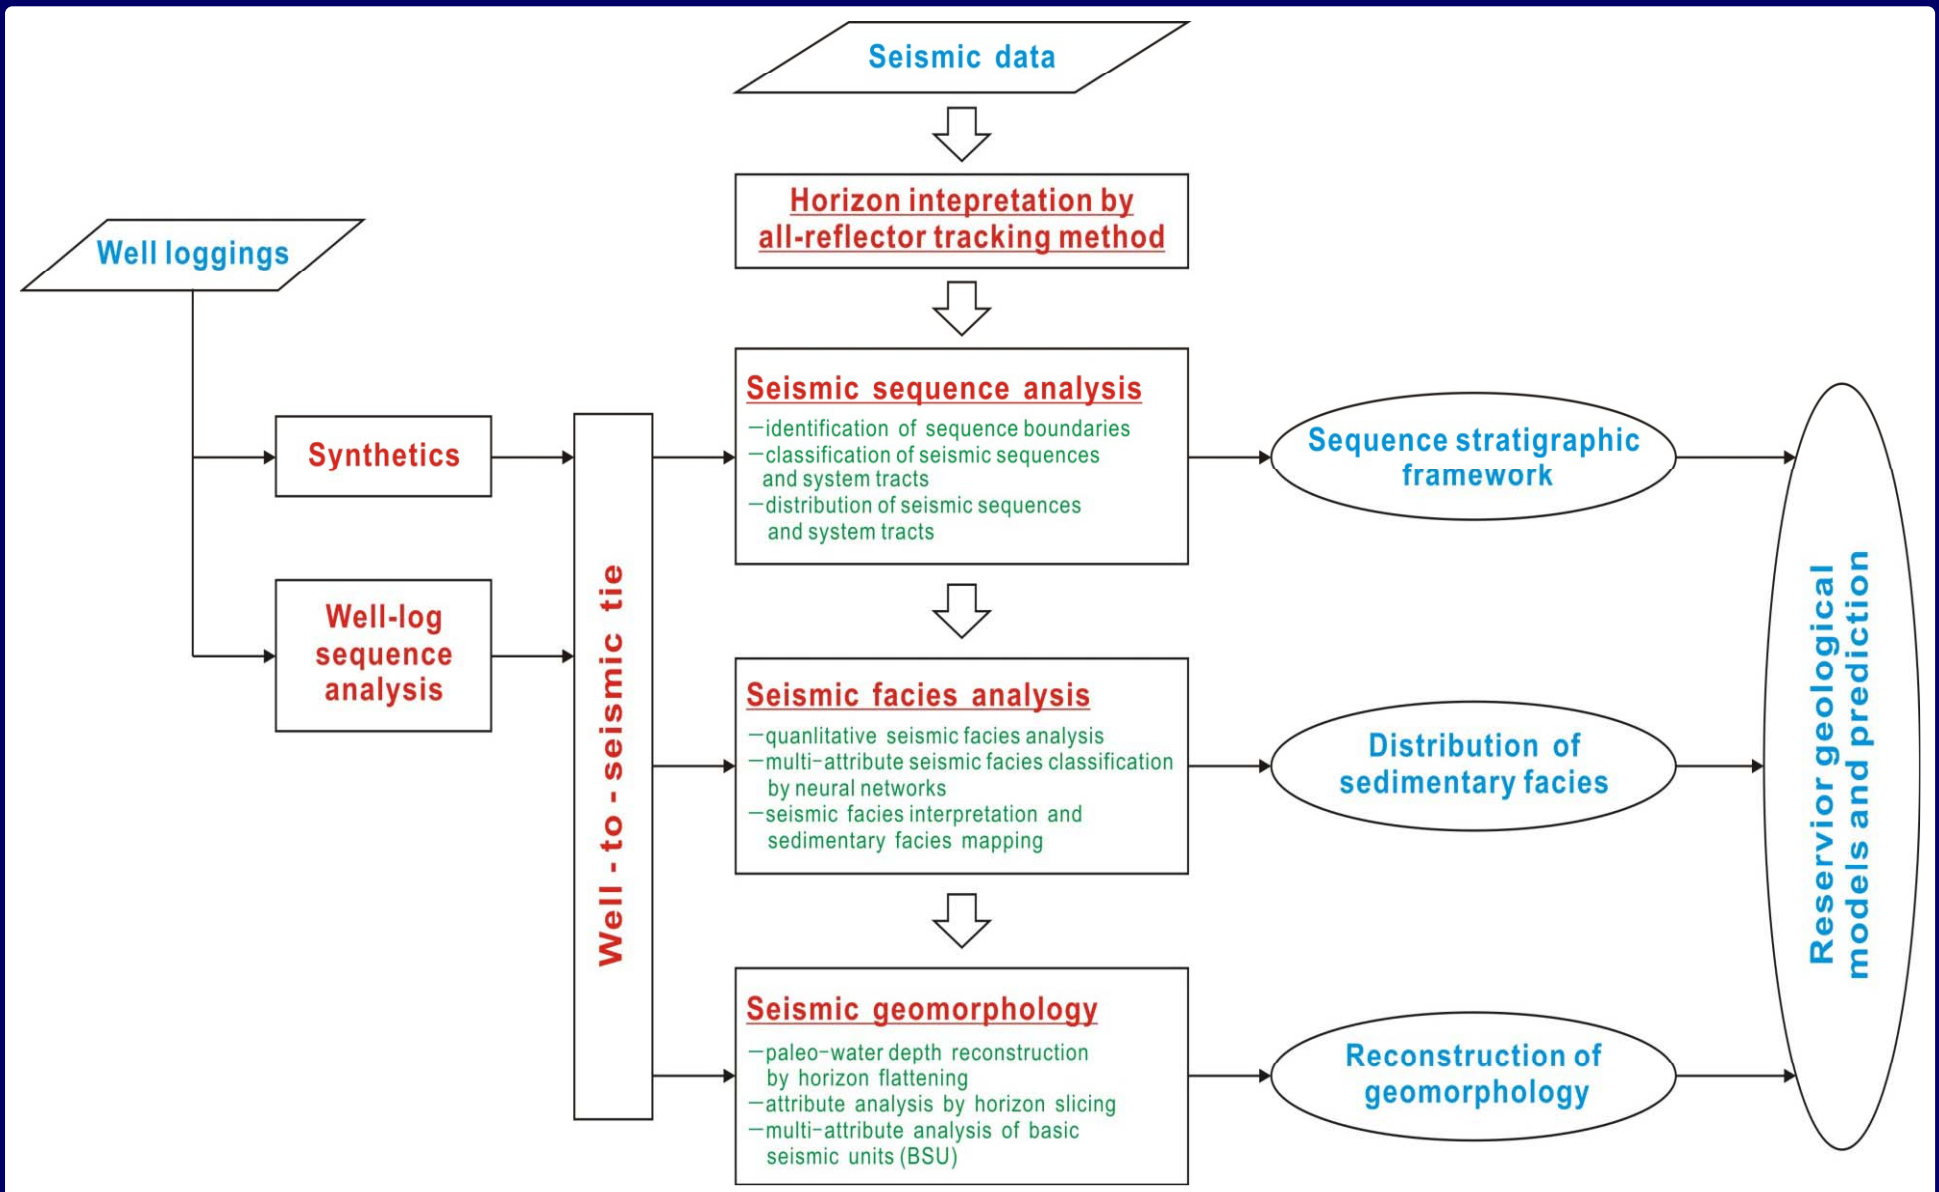 Seismic data
Horizon intepretation by
all-reflector tracking method
Well loggings
Synthetics
Well-log
sequence
analysis
Well-to-seismic tie
Seismic sequence analysis
—identification of sequence boundaries
—classification of seismic sequences
and system tracts
—distribution of seismic sequences
and system tracts
Sequence stratigraphic
framework
Seismic facies analysis
—quanlitative seismic facies analysis
—multi-attribute seismic facies classification
by neural networks
—seismic facies interpretation and
sedimentary facies mapping
Distribution of
sedimentary facies
Seismic geomorphology
—paleo-water depth reconstruction
by horizon flattening
—attribute analysis by horizon slicing
—multi-attribute analysis of basic
seismic units (BSU)
Reconstruction of
geomorphology
Reservior geological
models and prediction